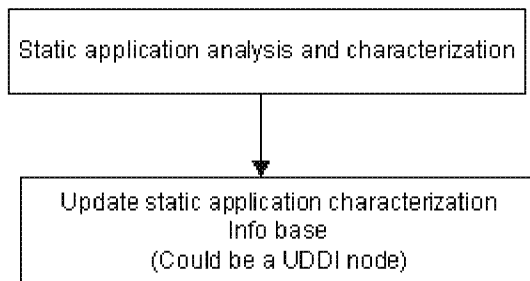 Static application analysis and characterization
Update static application characterization
Info base
(Could be a UDDI node)